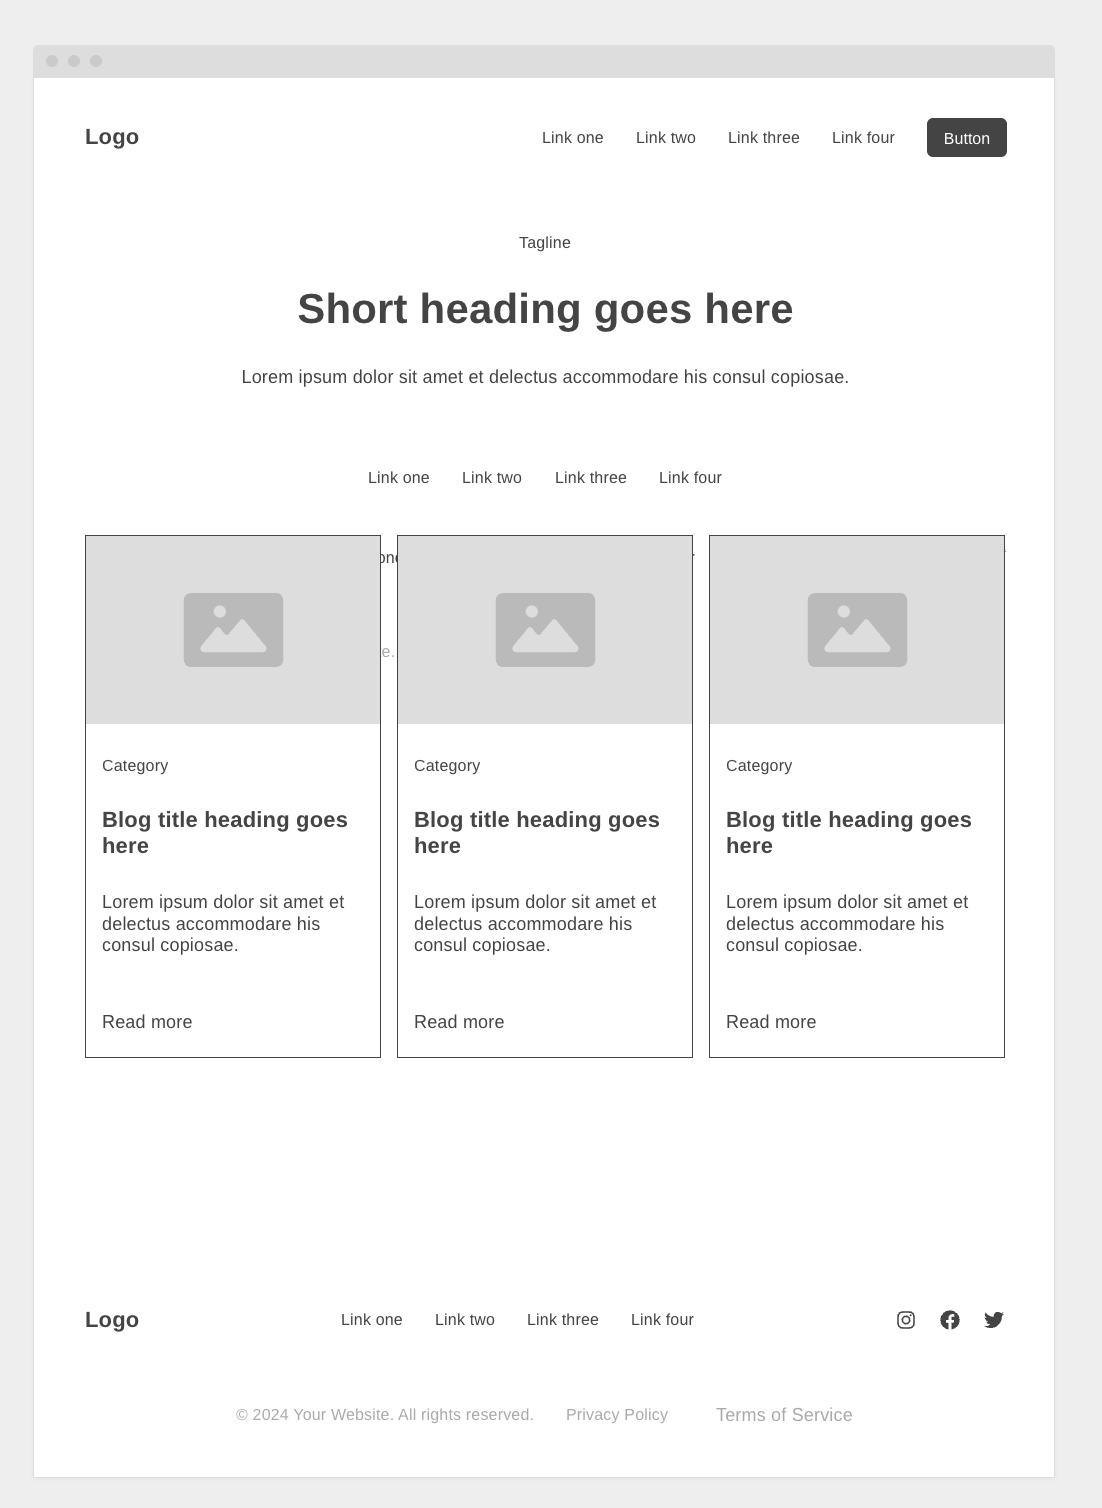 Logo
Link one Link two Link three Link four Button
Tagline
Short heading goes here
Lorem ipsum dolor sit amet et delectus accommodare his consul copiosae.
Link one Link two Link three Link four
Category
Blog title heading goes
here
Lorem ipsum dolor sit amet et
delectus accommodare his
consul copiosae.
Read more
Category
Blog title heading goes
here
Lorem ipsum dolor sit amet et
delectus accommodare his
consul copiosae.
Read more
Category
Blog title heading goes
here
Lorem ipsum dolor sit amet et
delectus accommodare his
consul copiosae.
Read more
Logo
Link one Link two Link three Link four
© 2024 Your Website. All rights reserved. Privacy Policy Terms of Service